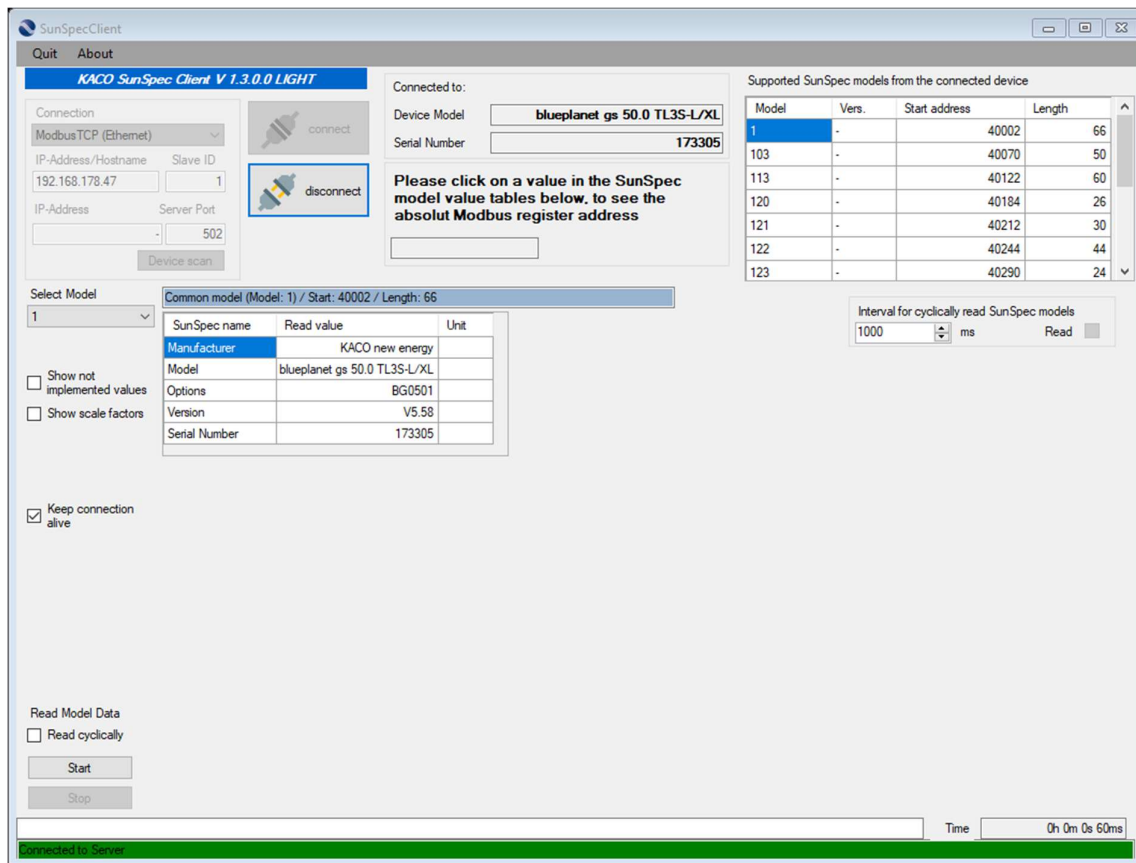 SunSpecClient
Quit About
KACO SunSpec Client V 1.3.0.0 LIGHT
Connection
ModbusTCP (Ethernet)
IP-Address/Hostname Slave ID
192.168.178.47 1
IP-Address Server Port
- 502
Device scan
connect
disconnect
Connected to:
Device Model blueplanet gs 50.0 TL3S-L/XL
Serial Number 173305
Please click on a value in the SunSpec
model value tables below, to see the
absolut Modbus register address
Supported SunSpec models from the connected device
Model Vers. Start address Length
1 - 40002 66
103 - 40070 50
113 - 40122 60
120 - 40184 26
121 - 40212 30
122 - 40244 44
123 - 40290 24
Interval for cyclically read SunSpec models
1000 ms Read
Select Model
1
Common model (Model: 1) / Start: 40002 / Length: 66
SunSpec name Read value Unit
Manufacturer KACO new energy
Model blueplanet gs 50.0 TL3S-L/XL
Options BG0501
Version V5.58
Serial Number 173305
Show not
implemented values
Show scale factors
Keep connection
alive
Read Model Data
Read cyclically
Start
Stop
Time 0h 0m 0s 60ms
Connected to Server